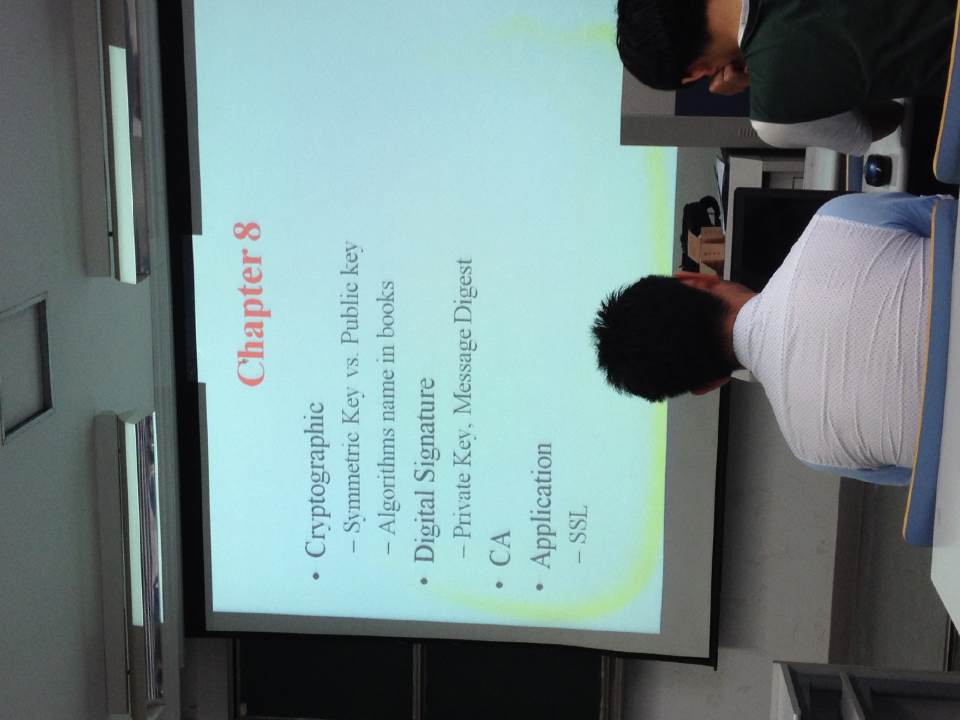 Chapter 8
• Cryptographic
– Symmetric Key vs. Public key
– Algorithms name in books
• Digital Signature
– Private Key, Message Digest
• CA
• Application
– SSL